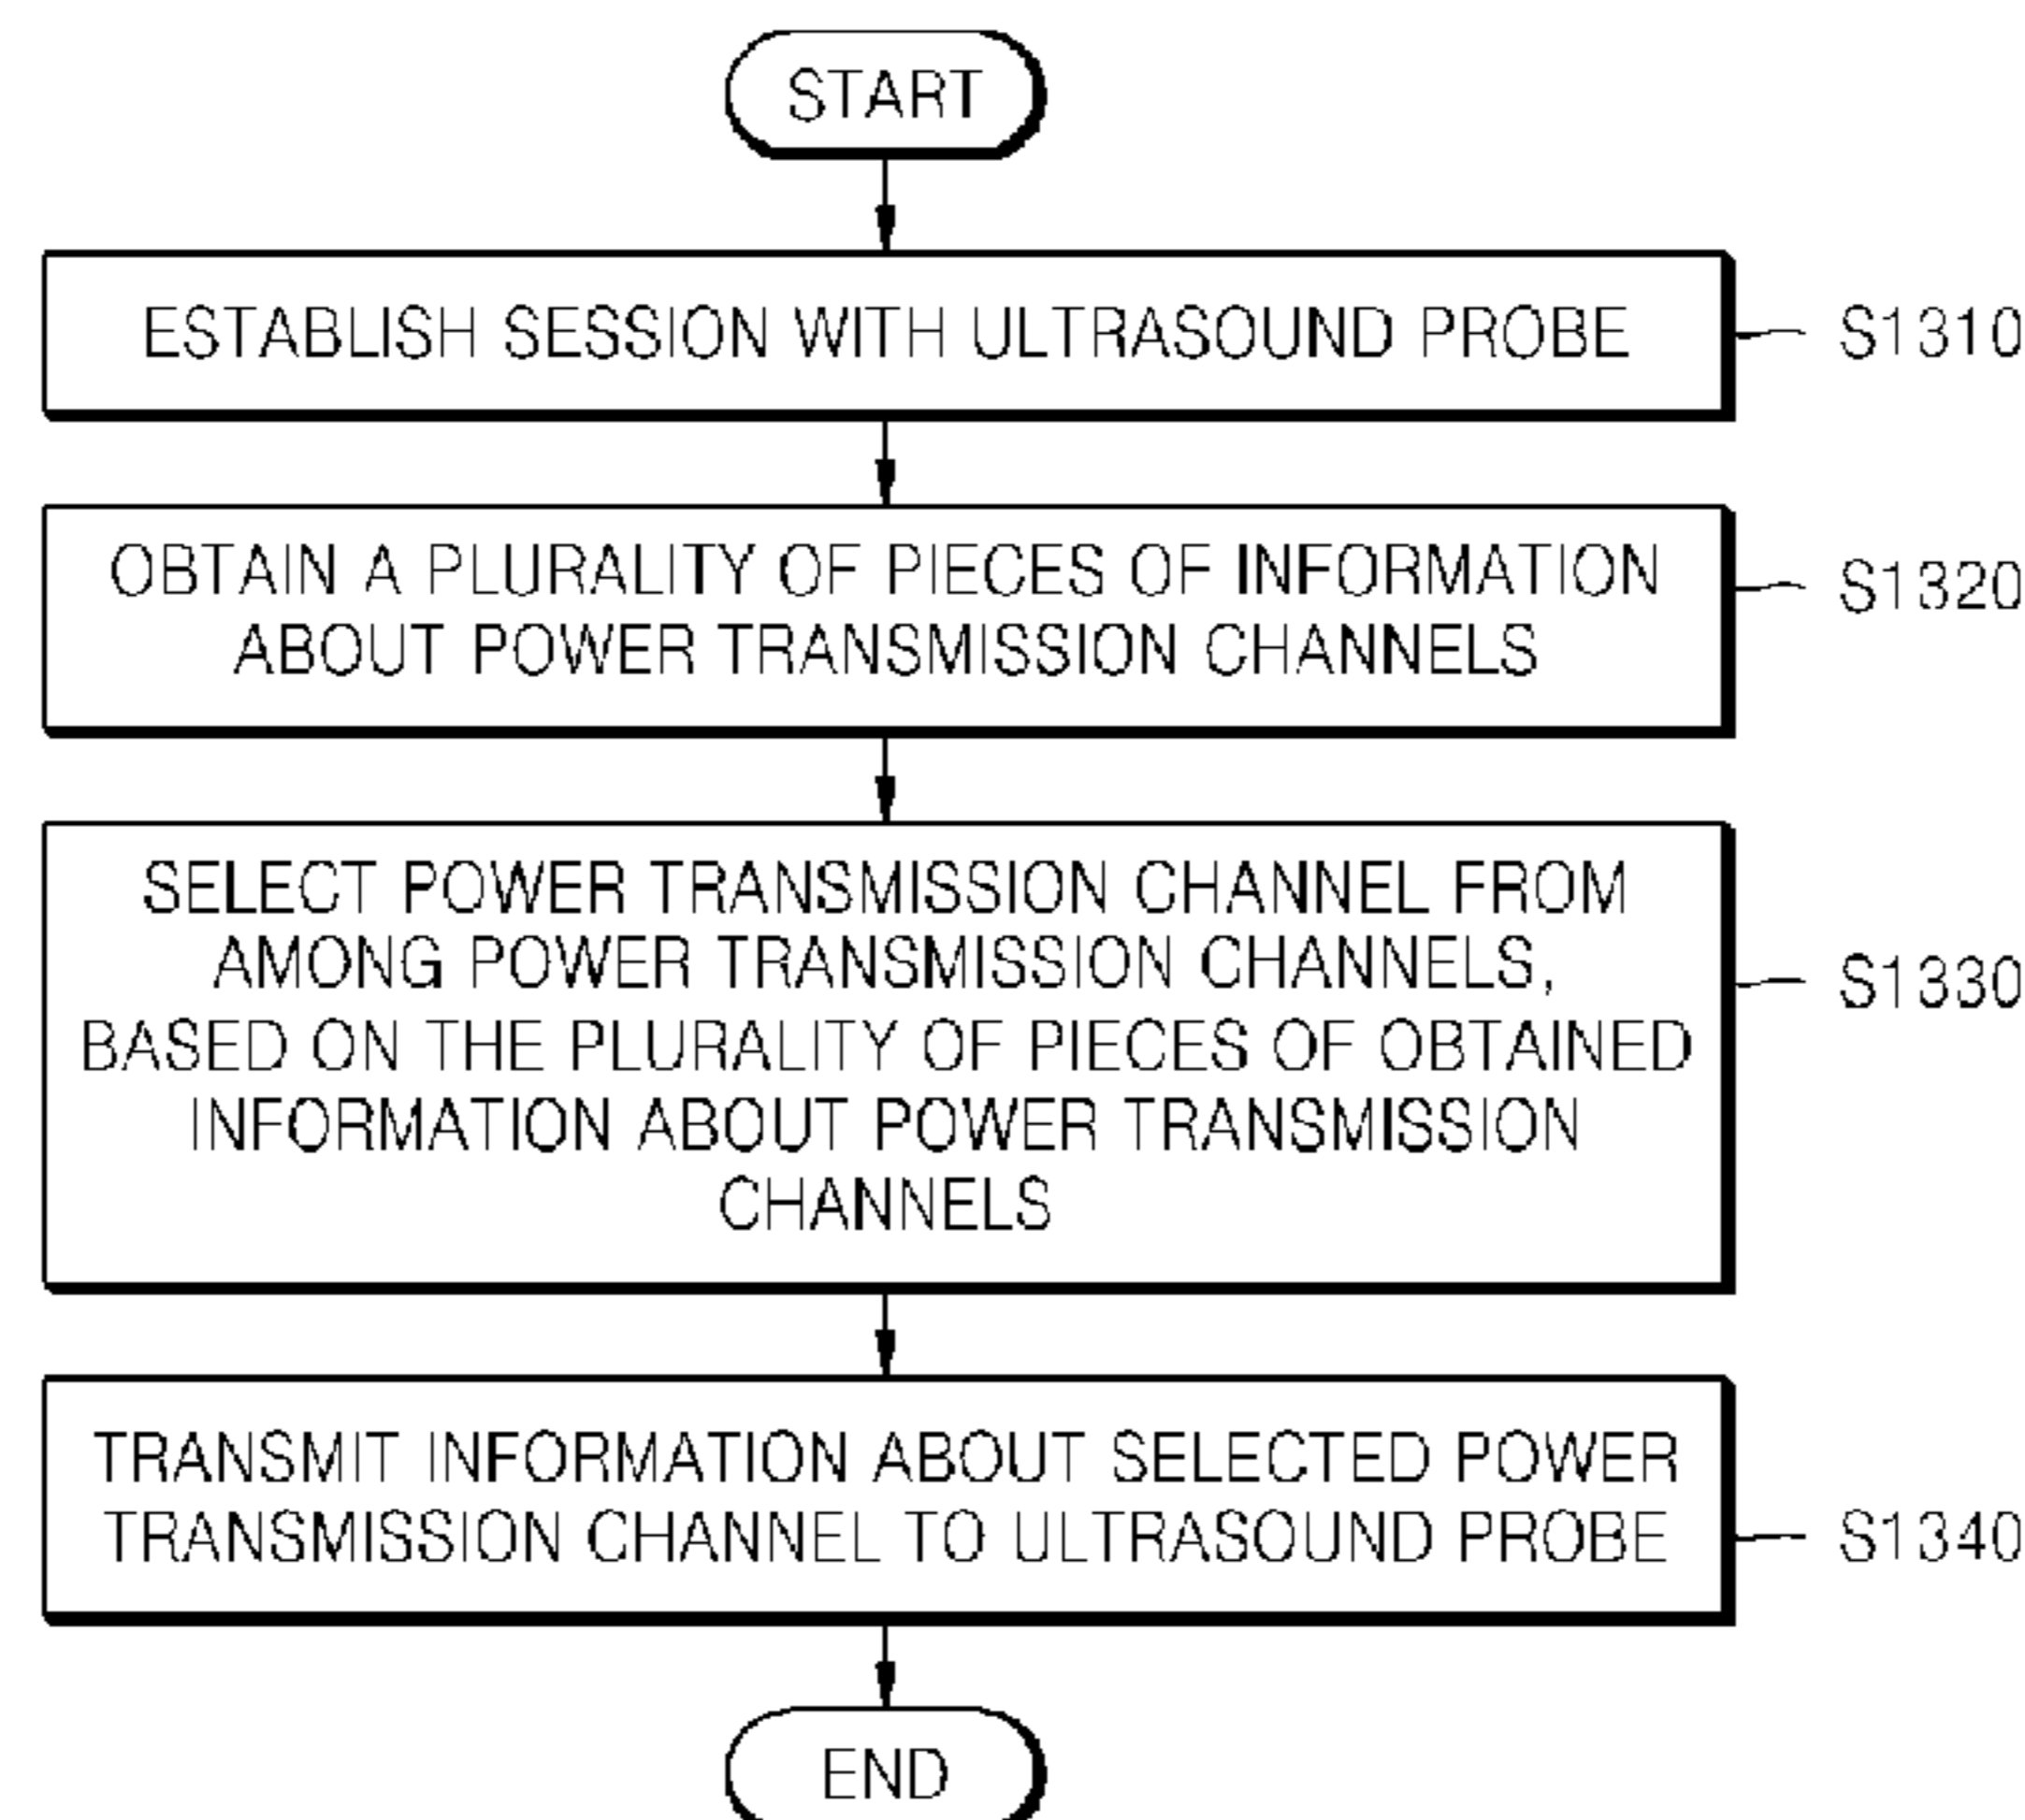 START
ESTABLISH SESSION WITH ULTRASOUND PROBE
S1310
OBTAIN A PLURALITY OF PIECES OF INFORMATION
ABOUT POWER TRANSMISSION CHANNELS
S1320
SELECT POWER TRANSMISSION CHANNEL FROM
AMONG POWER TRANSMISSION CHANNELS,
BASED ON THE PLURALITY OF PIECES OF OBTAINED
INFORMATION ABOUT POWER TRANSMISSION
CHANNELS
S1330
TRANSMIT INFORMATION ABOUT SELECTED POWER
TRANSMISSION CHANNEL TO ULTRASOUND PROBE
S1340
END